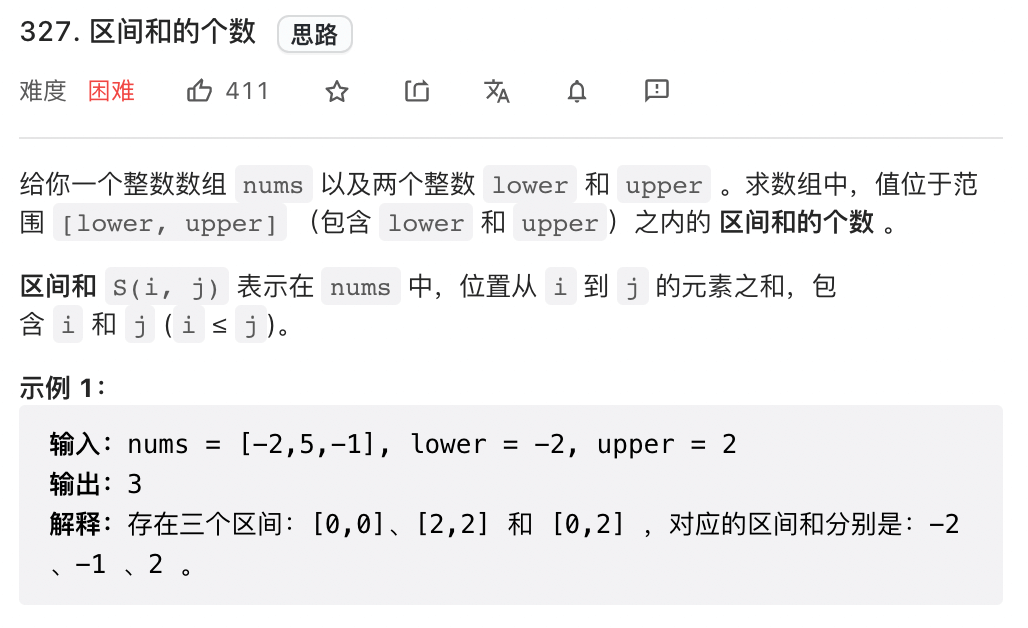 327. 区间和的个数 思路
难度 困难 411
给你一个整数数组 nums 以及两个整数 lower 和 upper 。求数组中，值位于范
围 [lower, upper] （包含 lower 和 upper）之内的 区间和的个数 。
区间和 S(i, j) 表示在 nums 中，位置从 i 到 j 的元素之和，包
含 i 和 j (i ≤ j)。
示例 1：
输入：nums = [-2,5,-1], lower = -2, upper = 2
输出：3
解释：存在三个区间：[0,0]、[2,2] 和 [0,2] ，对应的区间和分别是：-2
、-1 、2 。